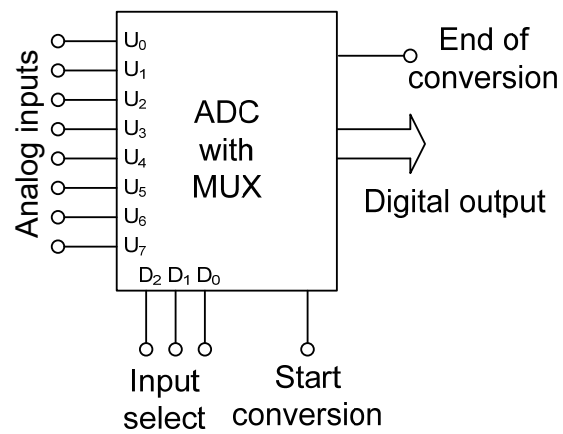 Analog inputs
U0
U1
U2
U3
U4
U5
U6
U7
ADC
with
MUX
End of
conversion
Digital output
D2 D1 D0
Input
select
Start
conversion